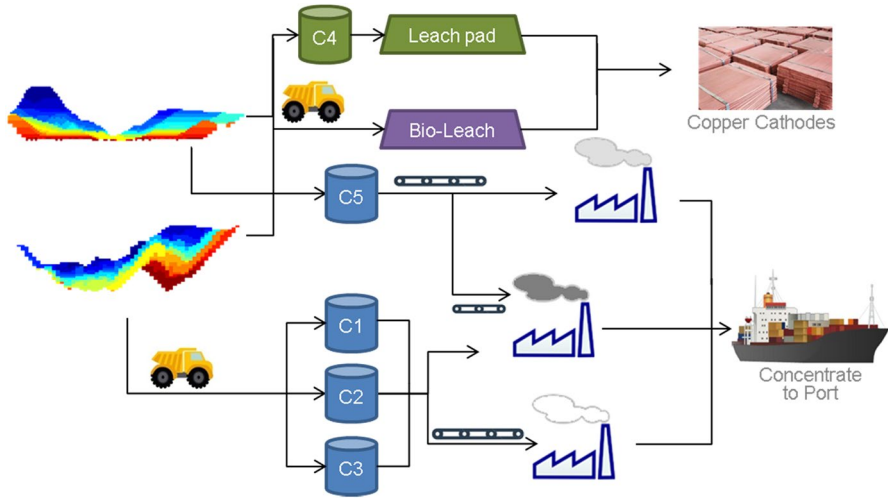 C4
Leach pad
Bio-Leach
Copper Cathodes
C5
C1
C2
C3
Concentrate
to Port